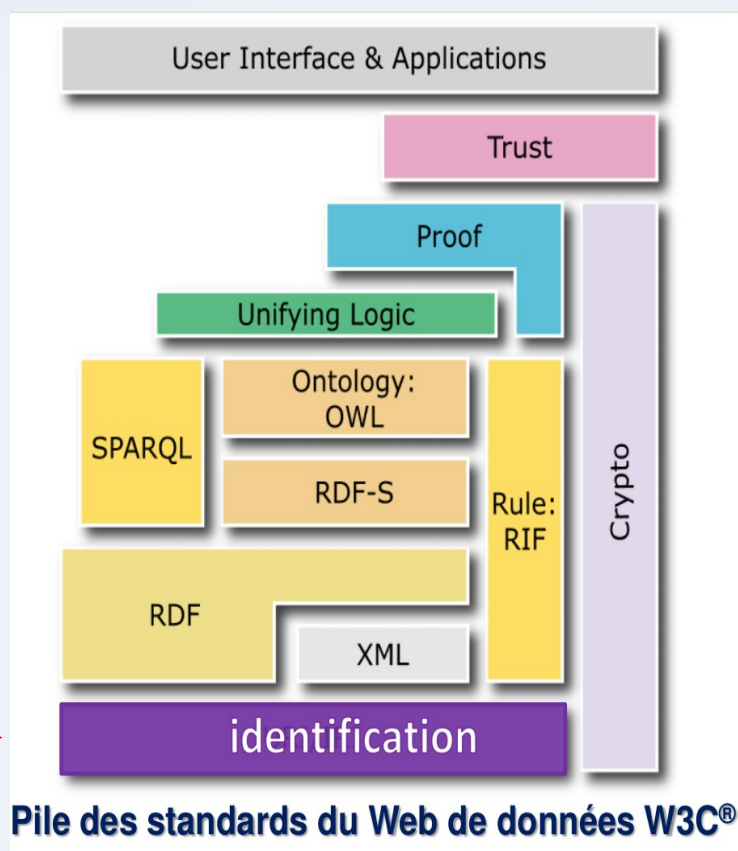 User Interface & Applications
Trust
Proof
Unifying Logic
Ontology:
OWL
SPARQL
RDF-S
Rule:
RIF
Crypto
RDF
XML
identification
Pile des standards du Web de données W3C®